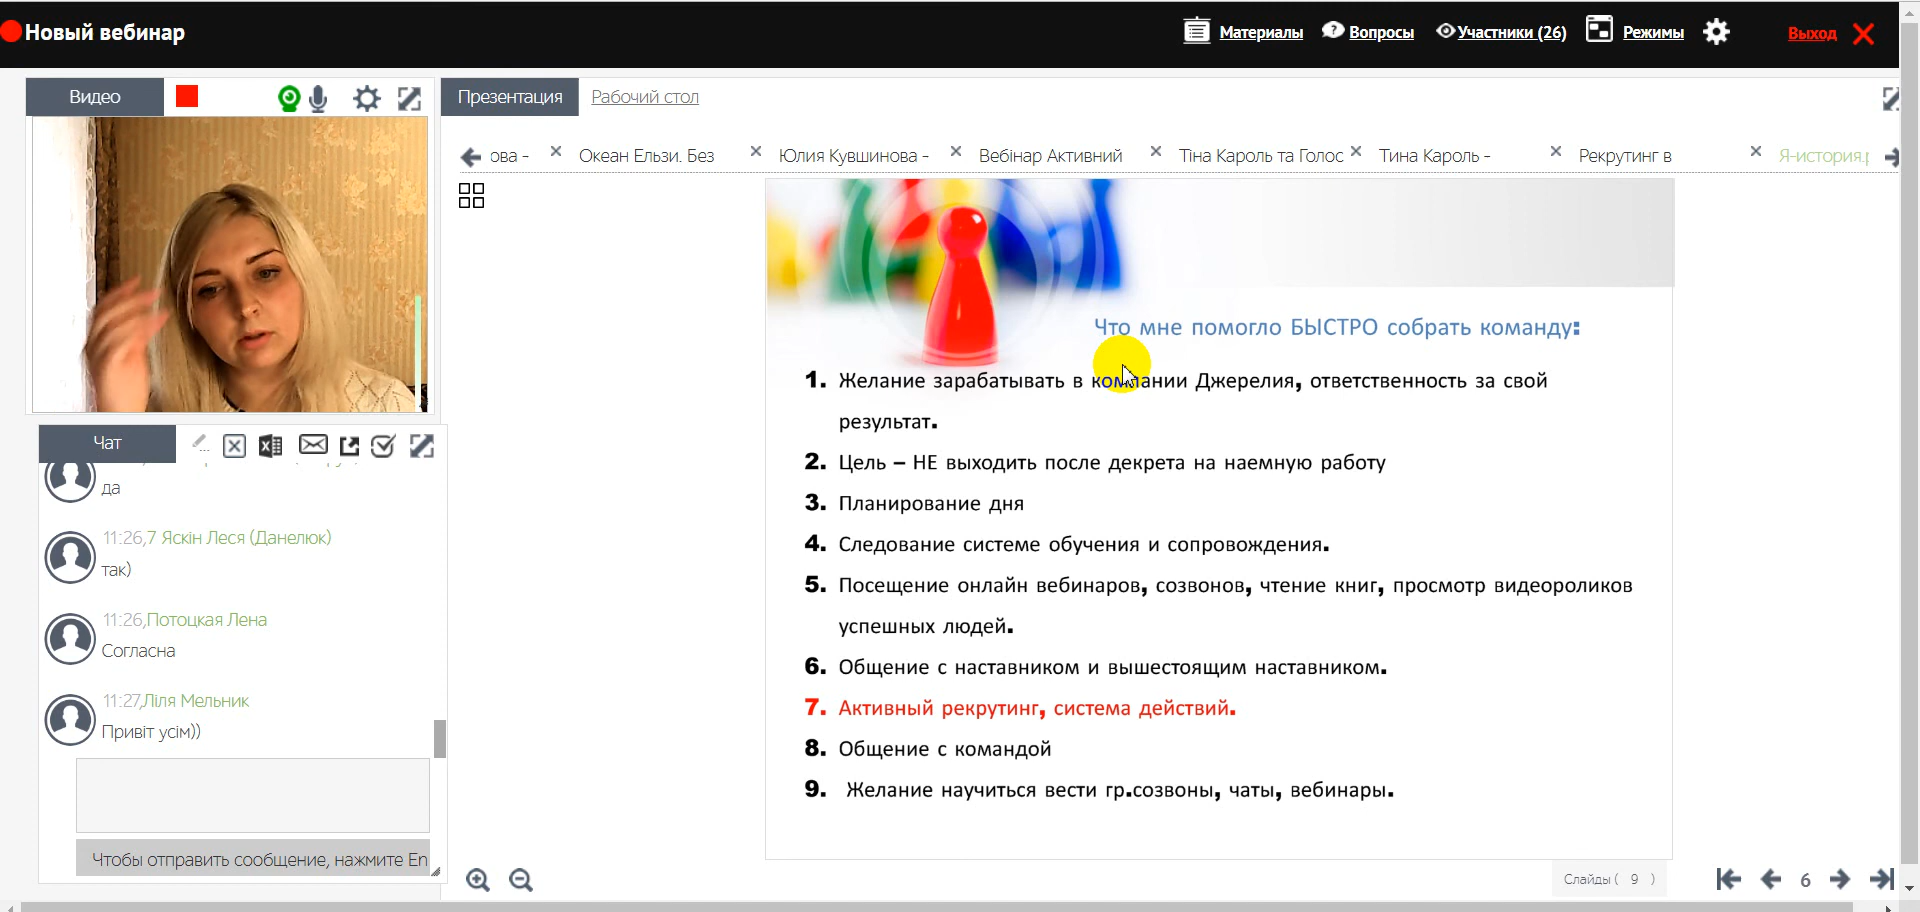 Новый вебинар
Материалы
Вопросы
Участники (26)
Режимы
Выход
Видео
Презентация
Рабочий стол
ова -
Океан Ельзи. Без
Юлия Кувшинова -
Вебінар Активний
Тіна Кароль та Голос
Тина Кароль -
Рекрутинг в
Я-история.р
Что мне помогло БЫСТРО собрать команду:
1. Желание зарабатывать в компании Джерелия, ответственность за свой
результат.
2. Цель – НЕ выходить после декрета на наемную работу
3. Планирование дня
4. Следование системе обучения и сопровождения.
5. Посещение онлайн вебинаров, созвонов, чтение книг, просмотр видеороликов
успешных людей.
6. Общение с наставником и вышестоящим наставником.
7. Активный рекрутинг, система действий.
8. Общение с командой
9. Желание научиться вести гр.созвоны, чаты, вебинары.
Чат
да
11:26,7 Яскін Леся (Данелюк)
так)
11:26,Потоцкая Лена
Согласна
11:27,Ліля Мельник
Привіт усім))
Чтобы отправить сообщение, нажмите En
Слайды ( 9 )
6